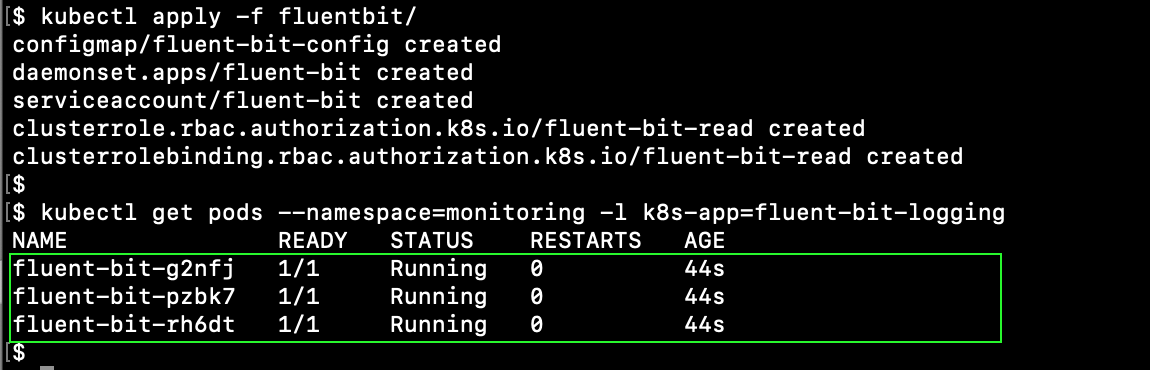 [$ kubectl apply -f fluentbit/
configmap/fluent-bit-config created
daemonset.apps/fluent-bit created
serviceaccount/fluent-bit created
clusterrole.rbac.authorization.k8s.io/fluent-bit-read created
clusterrolebinding.rbac.authorization.k8s.io/fluent-bit-read created
[$
[$ kubectl get pods --namespace=monitoring -l k8s-app=fluent-bit-logging
NAME READY STATUS RESTARTS AGE
fluent-bit-g2nfj 1/1 Running 0 44s
fluent-bit-pzbk7 1/1 Running 0 44s
fluent-bit-rh6dt 1/1 Running 0 44s
[$